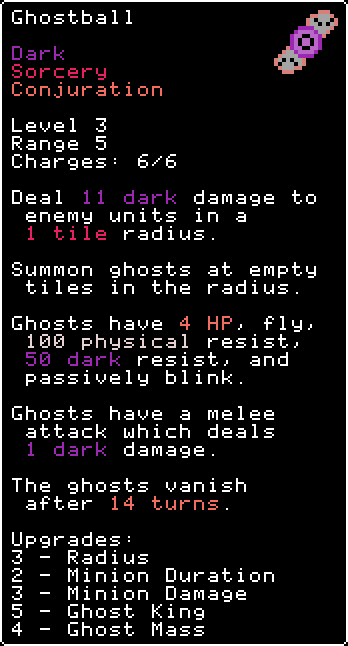 Ghostball
Dark
Sorcery
Conjuration
Level 3
Range 5
Charges: 6/6
Deal 11 dark damage to
enemy units in a
1 tile radius.
Summon ghosts at empty
tiles in the radius.
Ghosts have 4 HP, fly,
100 physical resist,
50 dark resist, and
passively blink.
Ghosts have a melee
attack which deals
1 dark damage.
The ghosts vanish
after 14 turns.
Upgrades:
3 - Radius
2 - Minion Duration
3 - Minion Damage
5 - Ghost King
4 - Ghost Mass